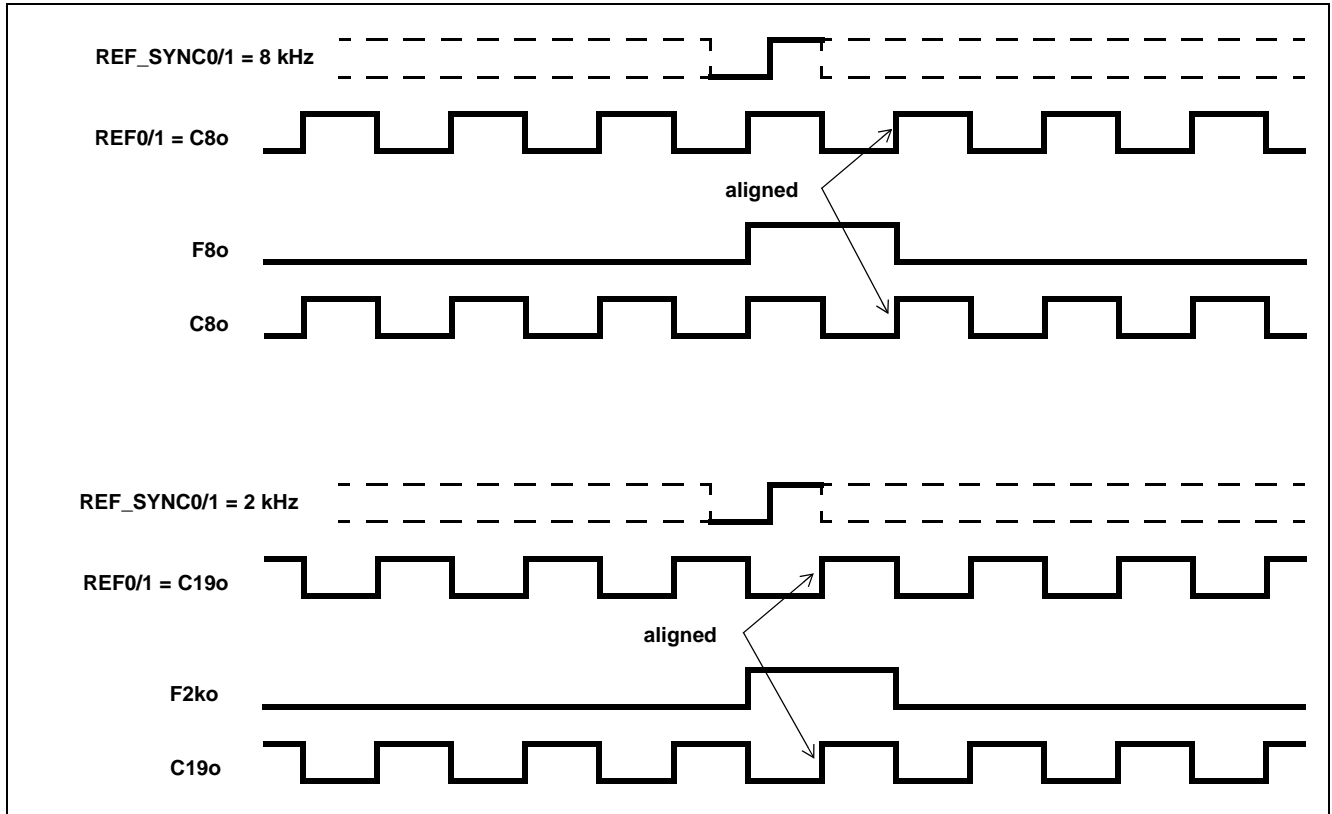 REF_SYNC0/1 = 8 kHz
REF0/1 = C8o
aligned
F8o
C8o
REF_SYNC0/1 = 2 kHz
REF0/1 = C19o
aligned
F2ko
C19o